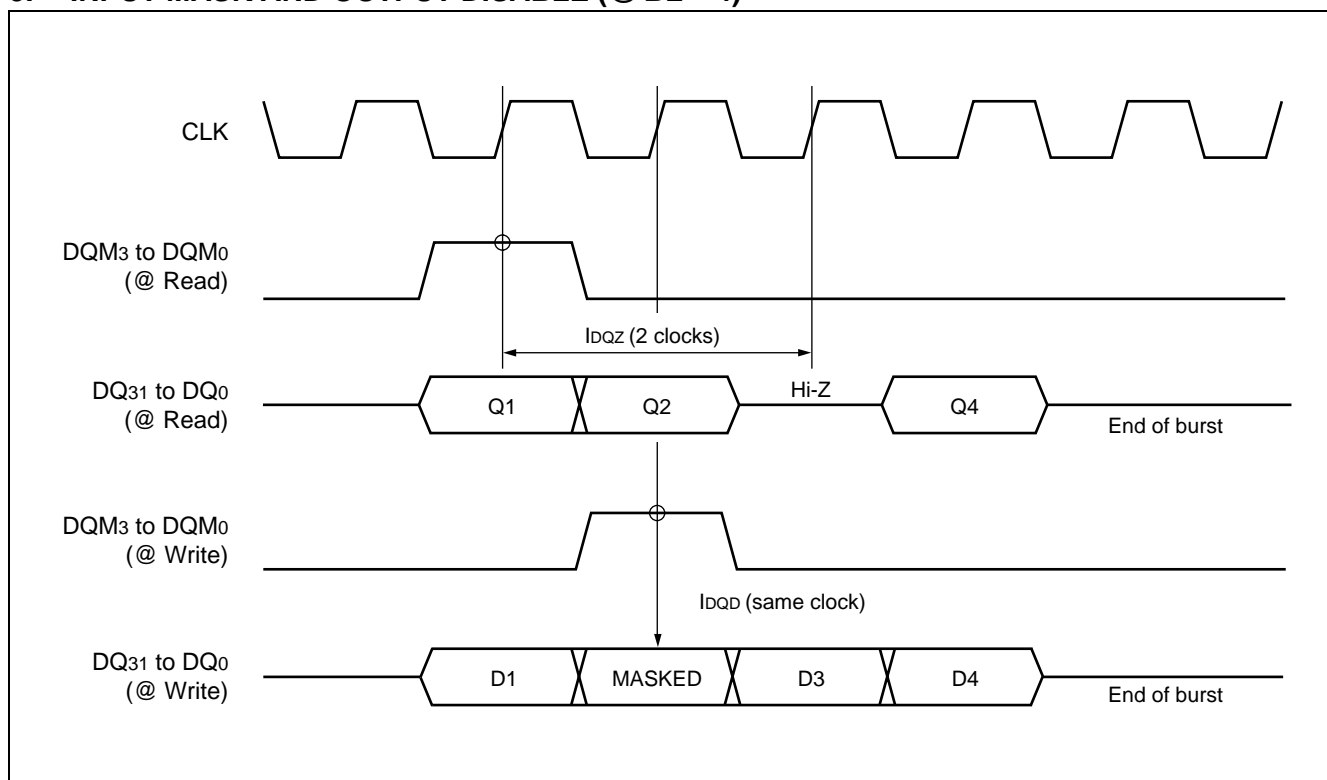 CLK
DQM3 to DQM0
(@ Read)
IDQZ (2 clocks)
DQ31 to DQ0
(@ Read)
Q1
Q2
Hi-Z
Q4
End of burst
DQM3 to DQM0
(@ Write)
IDQD (same clock)
DQ31 to DQ0
(@ Write)
D1
MASKED
D3
D4
End of burst